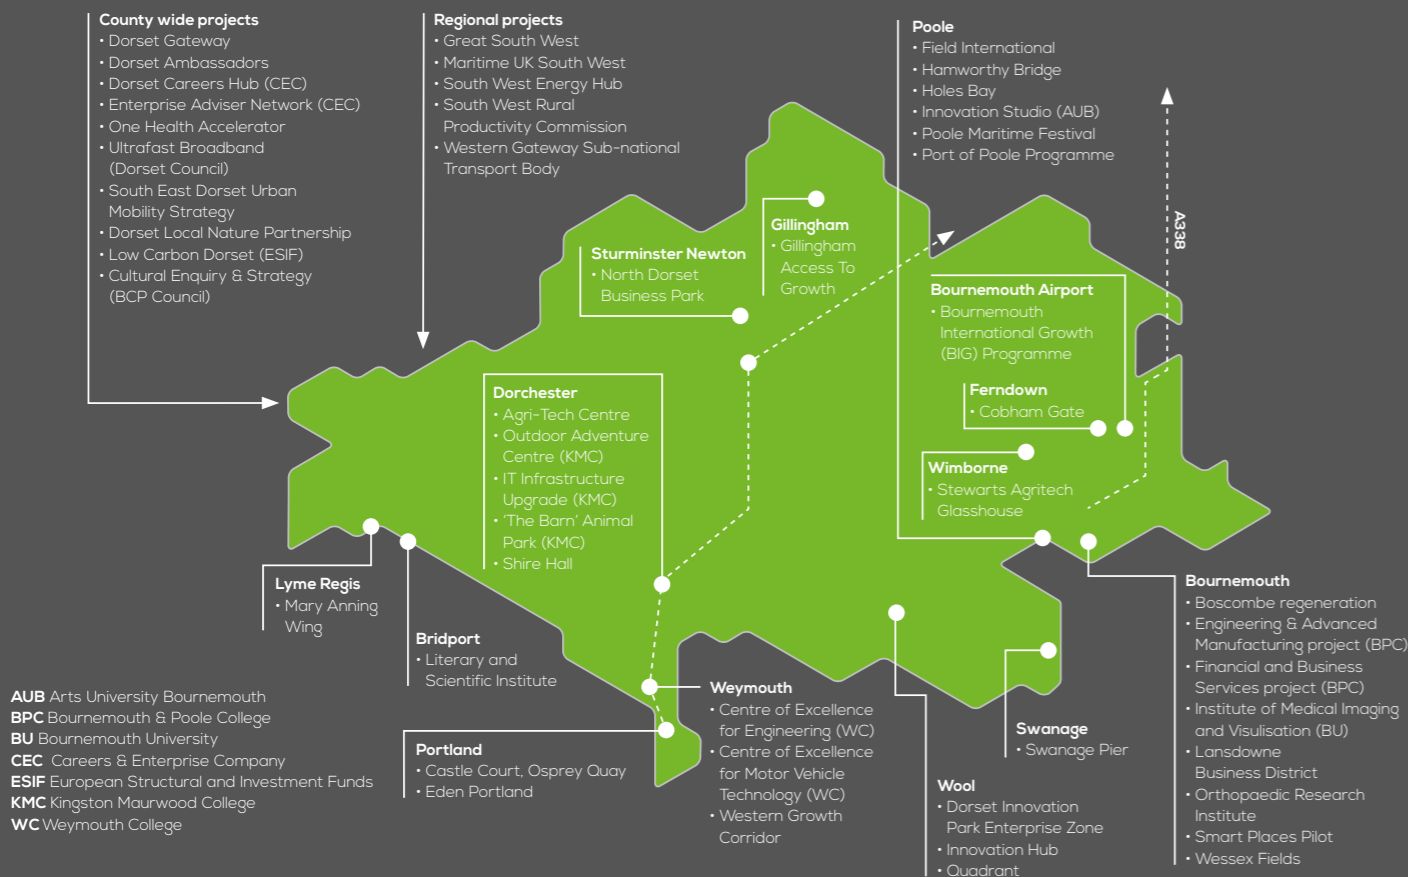 County wide projects
• Dorset Gateway
• Dorset Ambassadors
• Dorset Careers Hub (CEC)
• Enterprise Adviser Network (CEC)
• One Health Accelerator
• Ultrafast Broadband
(Dorset Council)
• South East Dorset Urban
Mobility Strategy
• Dorset Local Nature Partnership
• Low Carbon Dorset (ESIF)
• Cultural Enquiry & Strategy
(BCP Council)
Regional projects
• Great South West
• Maritime UK South West
• South West Energy Hub
• South West Rural
Productivity Commission
• Western Gateway Sub-national
Transport Body
Poole
• Field International
• Hamworthy Bridge
• Holes Bay
• Innovation Studio (AUB)
• Poole Maritime Festival
• Port of Poole Programme
A338
Gillingham
• Gillingham
Access To
Growth
Sturminster Newton
• North Dorset
Business Park
Bournemouth Airport
• Bournemouth
International Growth
(BIG) Programme
Ferndown
• Cobham Gate
Wimborne
• Stewarts Agritech
Glasshouse
Dorchester
• Agri-Tech Centre
• Outdoor Adventure
Centre (KMC)
• IT Infrastructure
Upgrade (KMC)
• 'The Barn' Animal
Park (KMC)
• Shire Hall
Lyme Regis
• Mary Anning
Wing
Bridport
• Literary and
Scientific Institute
Portland
• Castle Court, Osprey Quay
• Eden Portland
Weymouth
• Centre of Excellence
for Engineering (WC)
• Centre of Excellence
for Motor Vehicle
Technology (WC)
• Western Growth
Corridor
Swanage
• Swanage Pier
Wool
• Dorset Innovation
Park Enterprise Zone
• Innovation Hub
• Quadrant
Bournemouth
• Boscombe regeneration
• Engineering & Advanced
Manufacturing project (BPC)
• Financial and Business
Services project (BPC)
• Institute of Medical Imaging
and Visulisation (BU)
• Lansdowne
Business District
• Orthopaedic Research
Institute
• Smart Places Pilot
• Wessex Fields
AUB Arts University Bournemouth
BPC Bournemouth & Poole College
BU Bournemouth University
CEC Careers & Enterprise Company
ESIF European Structural and Investment Funds
KMC Kingston Maurwood College
WC Weymouth College